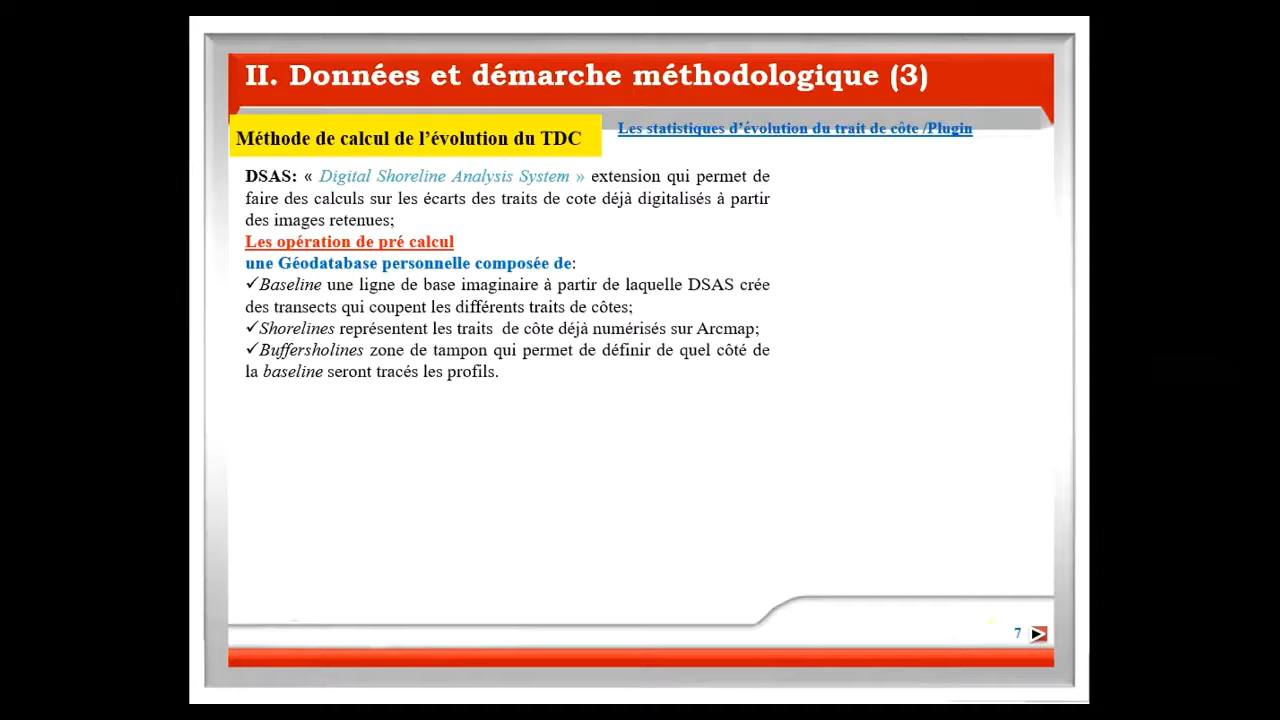 II. Données et démarche méthodologique (3)
Méthode de calcul de l’évolution du TDC
Les statistiques d’évolution du trait de côte /Plugin
DSAS: « Digital Shoreline Analysis System » extension qui permet de
faire des calculs sur les écarts des traits de cote déjà digitalisés à partir
des images retenues;
Les opération de pré calcul
une Géodatabase personnelle composée de:
✓Baseline une ligne de base imaginaire à partir de laquelle DSAS crée
des transects qui coupent les différents traits de côtes;
✓Shorelines représentent les traits de côte déjà numérisés sur Arcmap;
✓Buffersholines zone de tampon qui permet de définir de quel côté de
la baseline seront tracés les profils.
7